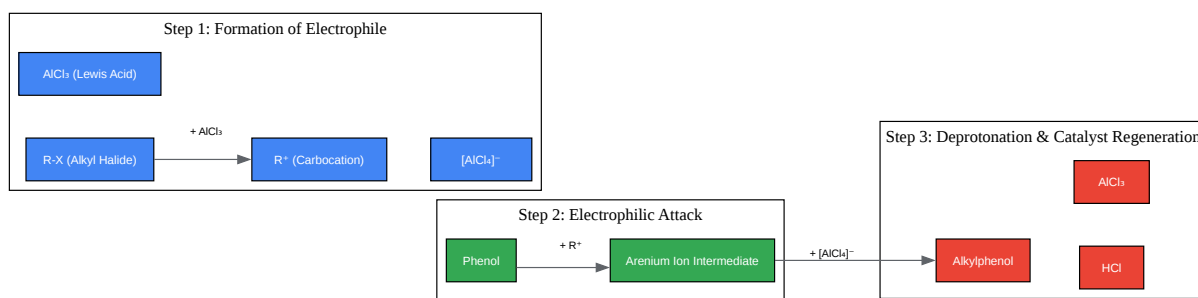 Step 1: Formation of Electrophile
AlCl₃ (Lewis Acid)
R-X (Alkyl Halide)
+ AlCl₃
R⁺ (Carbocation)
[AlCl₄]⁻
Step 2: Electrophilic Attack
Phenol
+ R⁺
Arenium Ion Intermediate
+ [AlCl₄]⁻
Step 3: Deprotonation & Catalyst Regeneration
AlCl₃
Alkylphenol
HCl